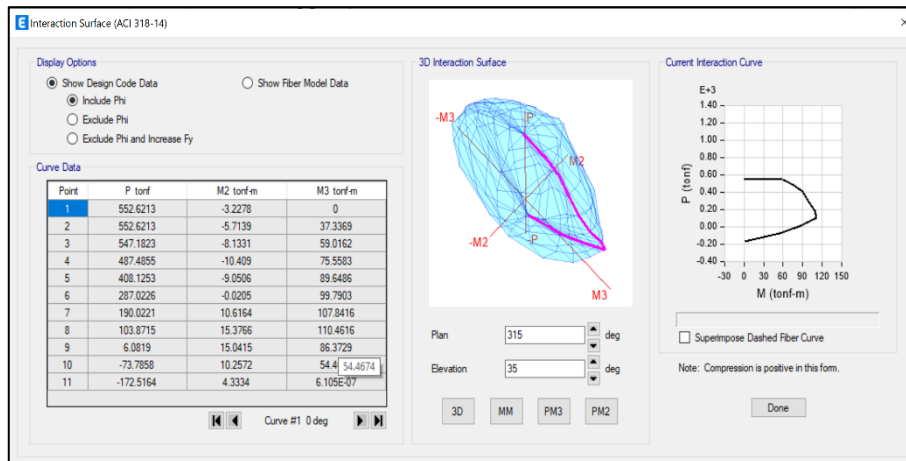 E Interaction Surface (ACI 318-14)
Display Options
Show Design Code Data Show Fiber Model Data
Include Phi
Exclude Phi
Exclude Phi and Increase Fy
Curve Data
Point P tonf M2 tonf-m M3 tonf-m
1 552.6213 -3.2278 0
2 552.6213 -5.7139 37.3369
3 547.1823 -8.1331 59.0162
4 487.4855 -10.409 75.5583
5 408.1253 -9.0506 89.6486
6 287.0226 -0.0205 99.7903
7 190.0221 10.6164 107.8416
8 103.8715 15.3766 110.4616
9 6.0819 15.0415 86.3729
10 -73.7858 10.2572 54.4 54.4674
11 -172.5164 4.3334 6.105E-07
Curve #1 0 deg
3D Interaction Surface
-M3
P
M2
-M2
-P
M3
Plan 315 deg
Elevation 35 deg
3D MM PM3 PM2
Current Interaction Curve
E+3
1.40
1.20
1.00
0.80
0.60
0.40
0.20
0.00
-0.20
-0.40
P (tonf)
-30 0 30 60 90 120 150
M (tonf-m)
Superimpose Dashed Fiber Curve
Note: Compression is positive in this form.
Done